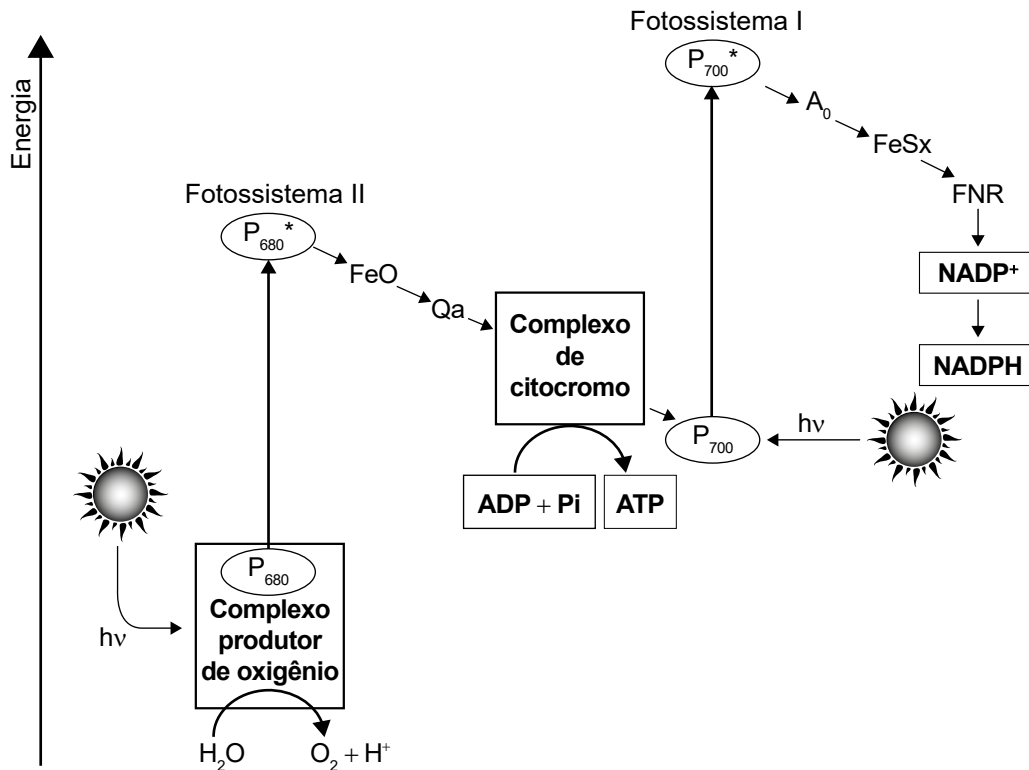 Fotossistema I
P700*
A0
FeSx
FNR
NADP+
NADPH
Energia
Fotossistema II
P680*
FeO
Qa
Complexo
de
citocromo
P700
hν
ADP + Pi
ATP
hν
P680
Complexo
produtor
de oxigênio
H2O
O2 + H+